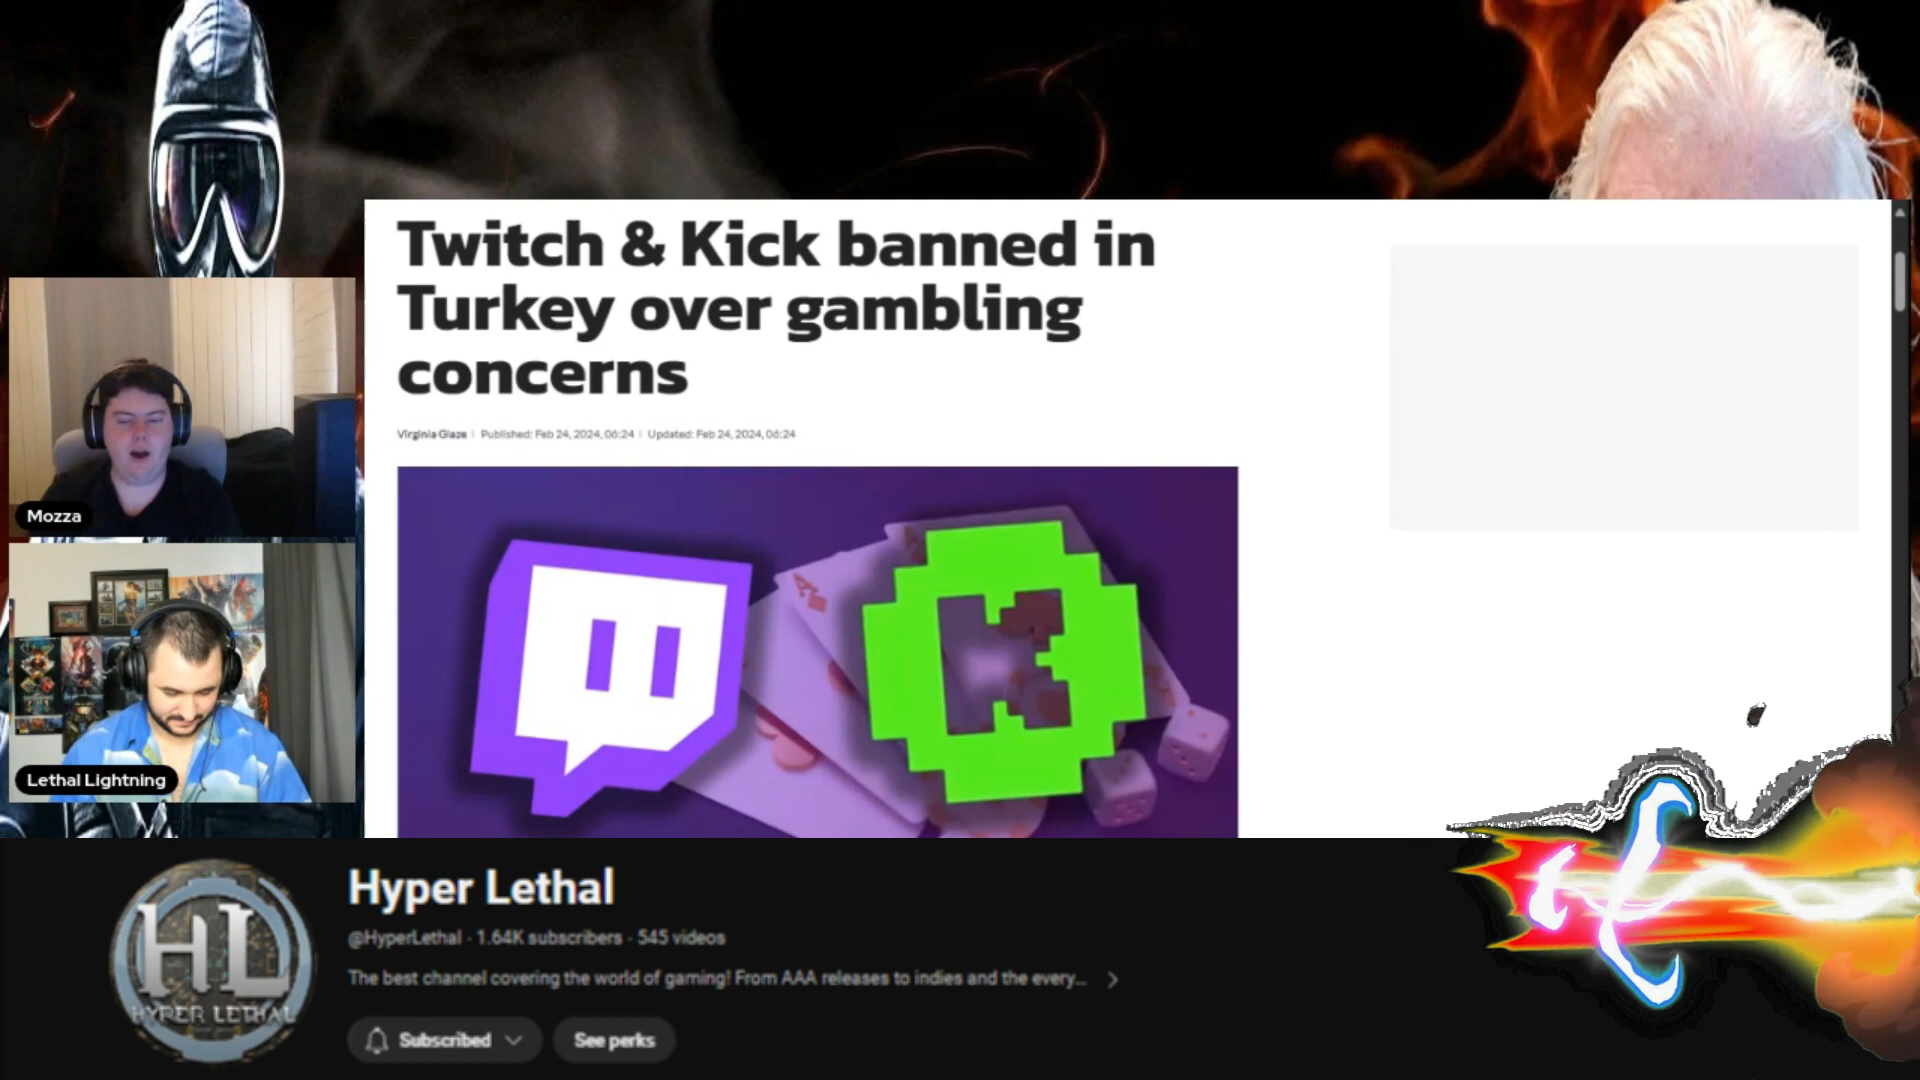 Twitch & Kick banned in
Turkey over gambling
concerns
Virginia Glaze | Published: Feb 24, 2024, 06:24 | Updated: Feb 24, 2024, 06:24
Mozza
Lethal Lightning
HL
HYPER LETHAL
Hyper Lethal
@HyperLethal · 1.64K subscribers · 545 videos
The best channel covering the world of gaming! From AAA releases to indies and the every...
Subscribed
See perks